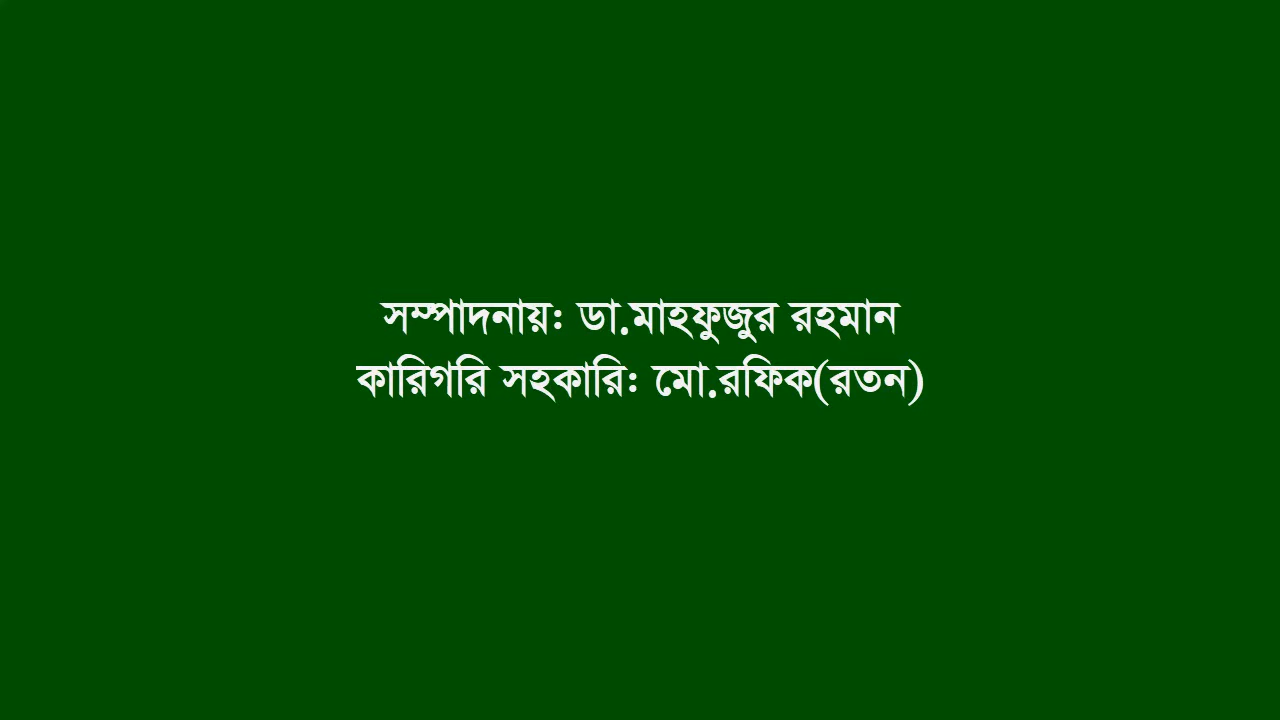 সম্পাদনায়ঃ ডা.মাহফুজুর রহমান
কারিগরি সহকারিঃ মো.রফিক(রতন)